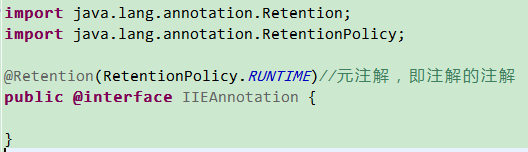 import java.lang.annotation.Retention;
import java.lang.annotation.RetentionPolicy;
@Retention(RetentionPolicy.RUNTIME)//元注解，即注解的注解
public @interface IIEAnnotation {
}